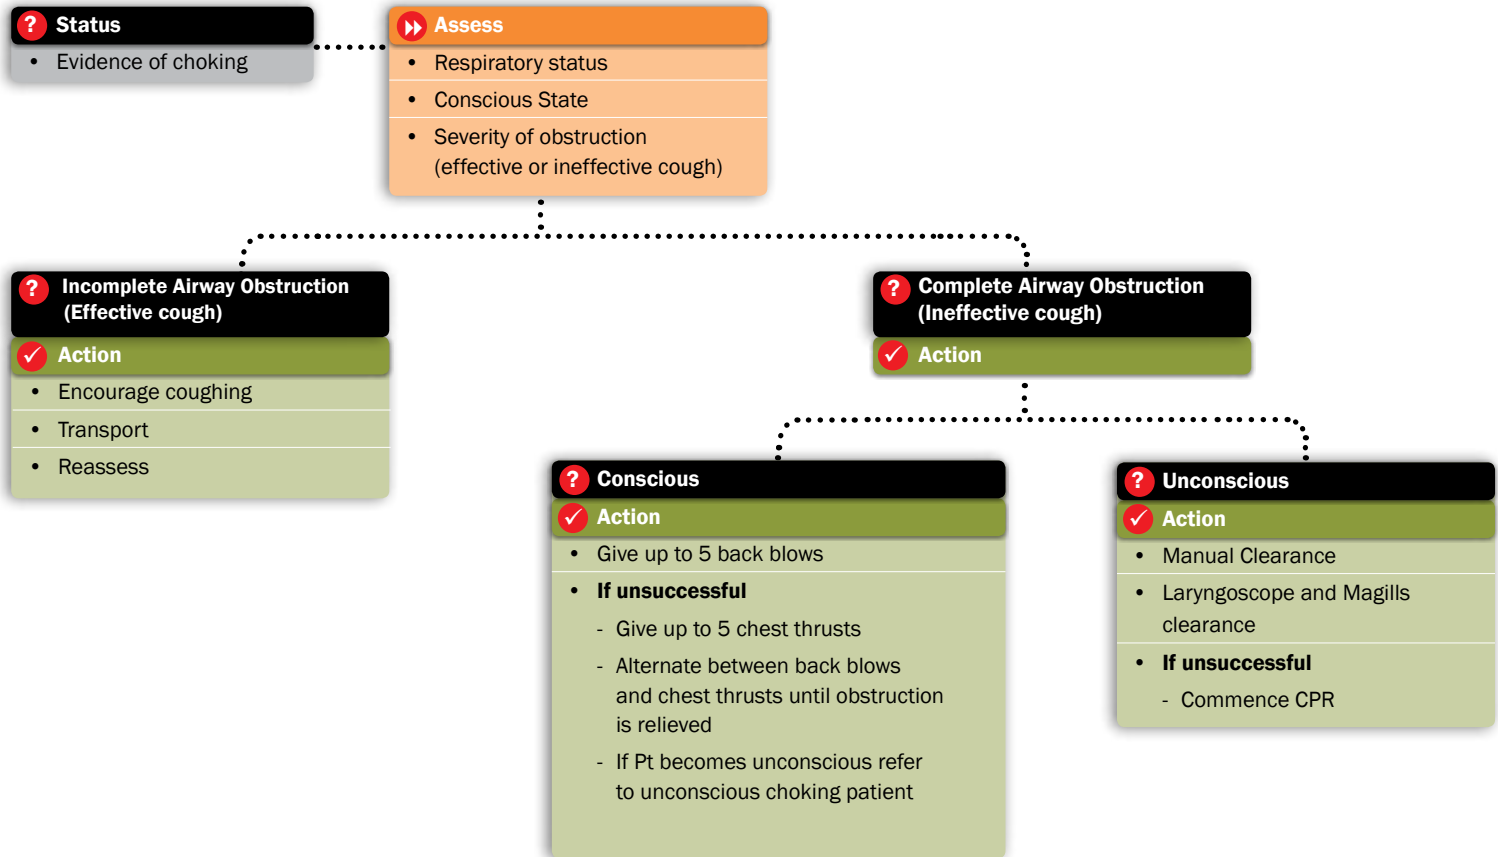 ? Status
• Evidence of choking
Assess
• Respiratory status
• Conscious State
• Severity of obstruction
(effective or ineffective cough)
? Incomplete Airway Obstruction
(Effective cough)
✓ Action
• Encourage coughing
• Transport
• Reassess
? Complete Airway Obstruction
(Ineffective cough)
✓ Action
? Conscious
✓ Action
• Give up to 5 back blows
• If unsuccessful
- Give up to 5 chest thrusts
- Alternate between back blows
and chest thrusts until obstruction
is relieved
- If Pt becomes unconscious refer
to unconscious choking patient
? Unconscious
✓ Action
• Manual Clearance
• Laryngoscope and Magills
clearance
• If unsuccessful
- Commence CPR